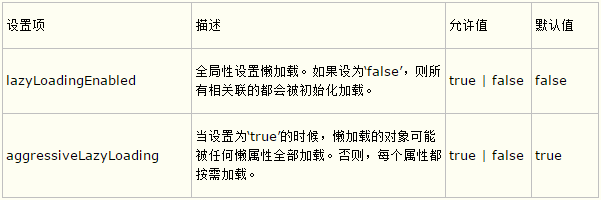 设置项 描述 允许值 默认值
lazyLoadingEnabled 全局性设置懒加载。如果设为‘false’，则所有相关联的都会被初始化加载。 true | false false
aggressiveLazyLoading 当设置为‘true’的时候，懒加载的对象可能被任何懒属性全部加载。否则，每个属性都按需加载。 true | false true